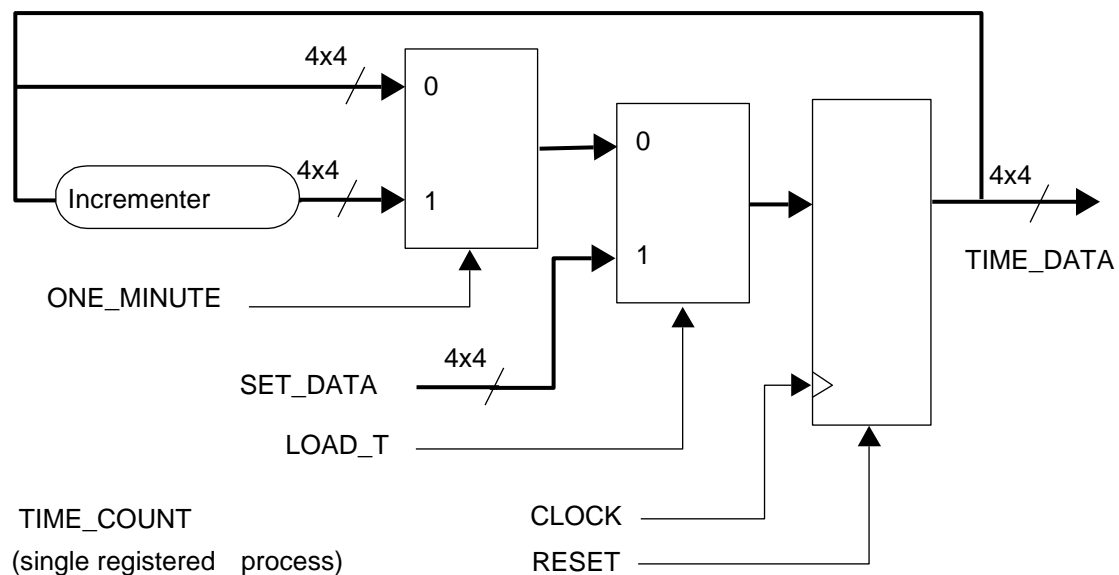 4x4
0
4x4
0
4x4
4x4
Incrementer
1
1
TIME_DATA
ONE_MINUTE
4x4
SET_DATA
LOAD_T
TIME_COUNT
CLOCK
(single registered process)
RESET